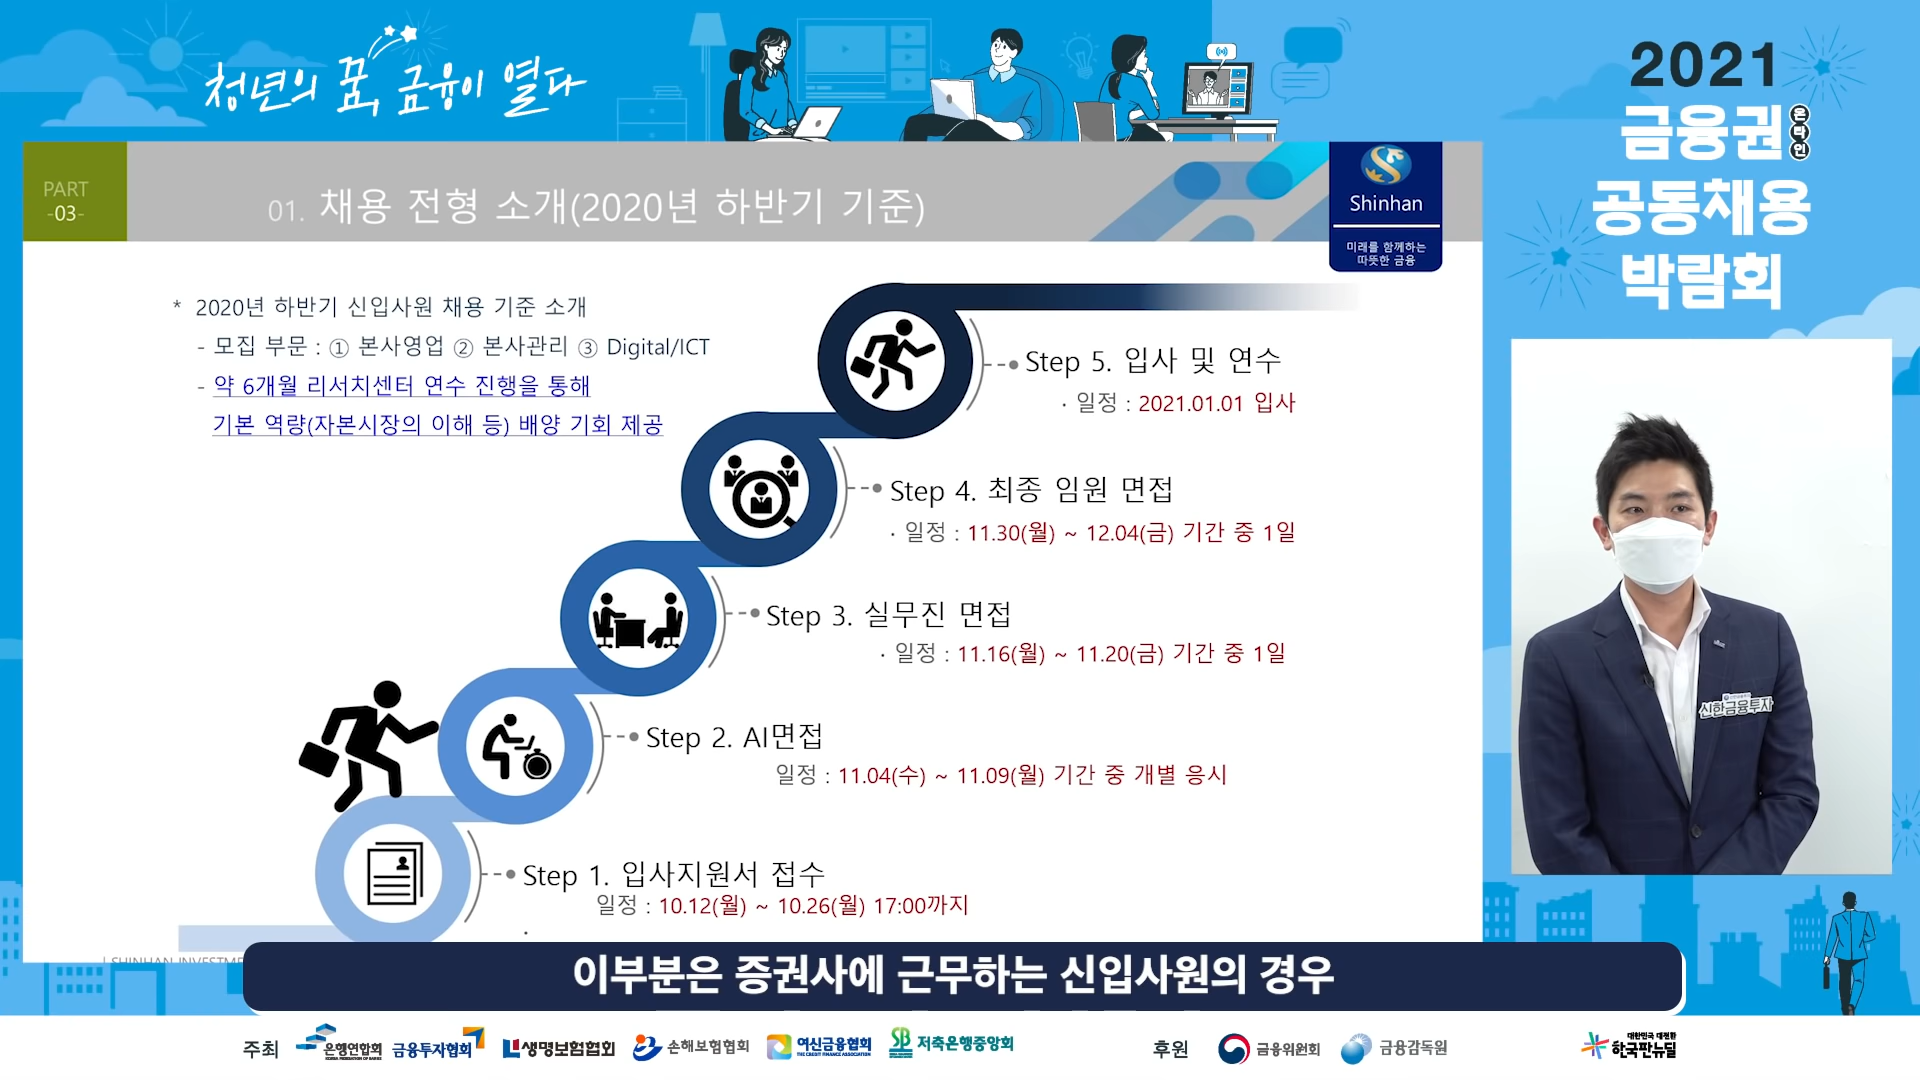 청년의 꿈, 금융이 열다
2021
금융권
온라인
공동채용
박람회
PART
-03-
01. 채용 전형 소개(2020년 하반기 기준)
Shinhan
미래를 함께하는
따뜻한 금융
* 2020년 하반기 신입사원 채용 기준 소개
- 모집 부문 : ① 본사영업 ② 본사관리 ③ Digital/ICT
- 약 6개월 리서치센터 연수 진행을 통해
기본 역량(자본시장의 이해 등) 배양 기회 제공
Step 5. 입사 및 연수
· 일정 : 2021.01.01 입사
Step 4. 최종 임원 면접
· 일정 : 11.30(월) ~ 12.04(금) 기간 중 1일
Step 3. 실무진 면접
· 일정 : 11.16(월) ~ 11.20(금) 기간 중 1일
Step 2. AI면접
일정 : 11.04(수) ~ 11.09(월) 기간 중 개별 응시
Step 1. 입사지원서 접수
일정 : 10.12(월) ~ 10.26(월) 17:00까지
신한금융투자
| SHINHAN INVESTME
이부분은 증권사에 근무하는 신입사원의 경우
주최 은행연합회 금융투자협회 생명보험협회 손해보험협회 여신금융협회 THE CREDIT FINANCE ASSOCIATION SB 저축은행중앙회 후원 금융위원회 금융감독원 대한민국 대전환 한국판뉴딜